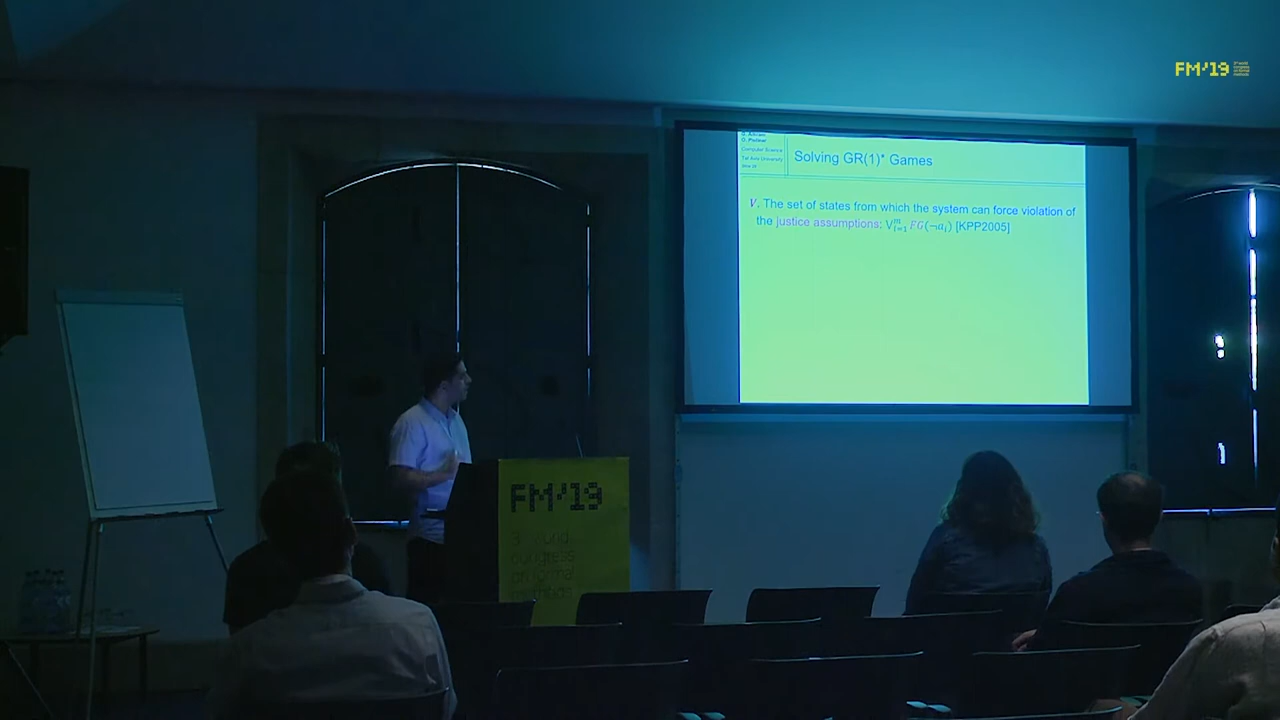 FM'19
Computer Science
Tel Aviv University
Solving GR(1)* Games
V. The set of states from which the system can force violation of
the justice assumptions: ⋁ᵐᵢ₌₁ FG(¬aᵢ) [KPP2005]
FM'19